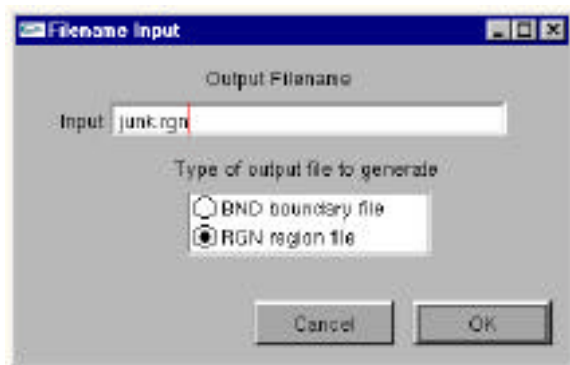 Filename Input
Output Filename
Input junk.rgn
Type of output file to generate
BND boundary file
RGN region file
Cancel OK